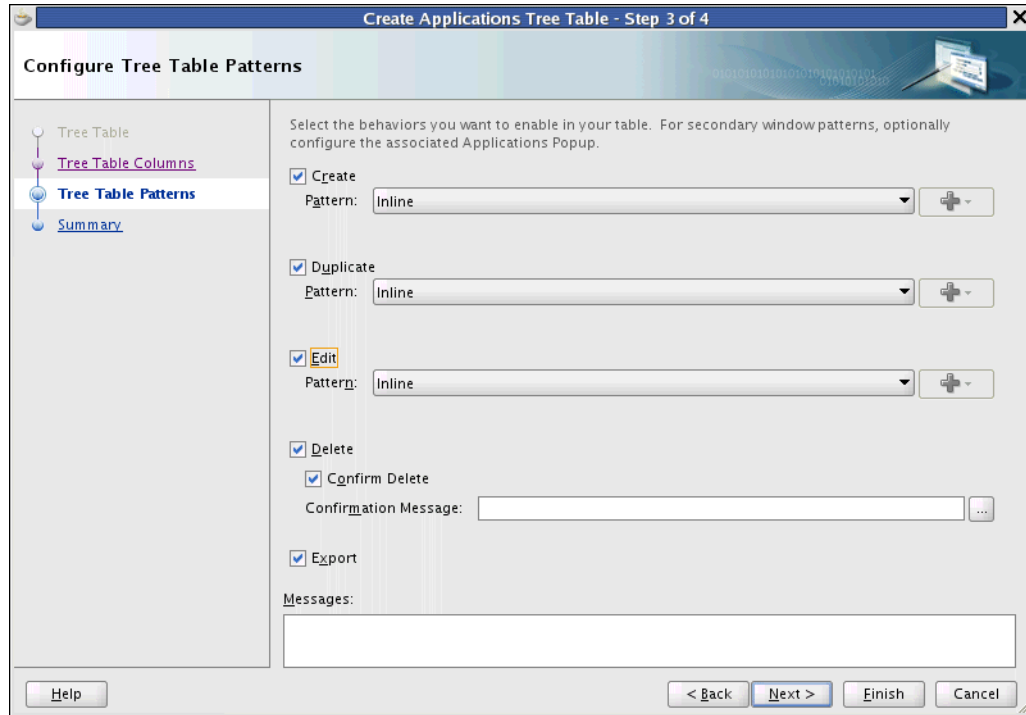 Create Applications Tree Table - Step 3 of 4
Configure Tree Table Patterns
Tree Table
Tree Table Columns
Tree Table Patterns
Summary
Select the behaviors you want to enable in your table. For secondary window patterns, optionally
configure the associated Applications Popup.
Create
Pattern: Inline
Duplicate
Pattern: Inline
Edit
Pattern: Inline
Delete
Confirm Delete
Confirmation Message:
...
Export
Messages:
Help
< Back
Next >
Finish
Cancel